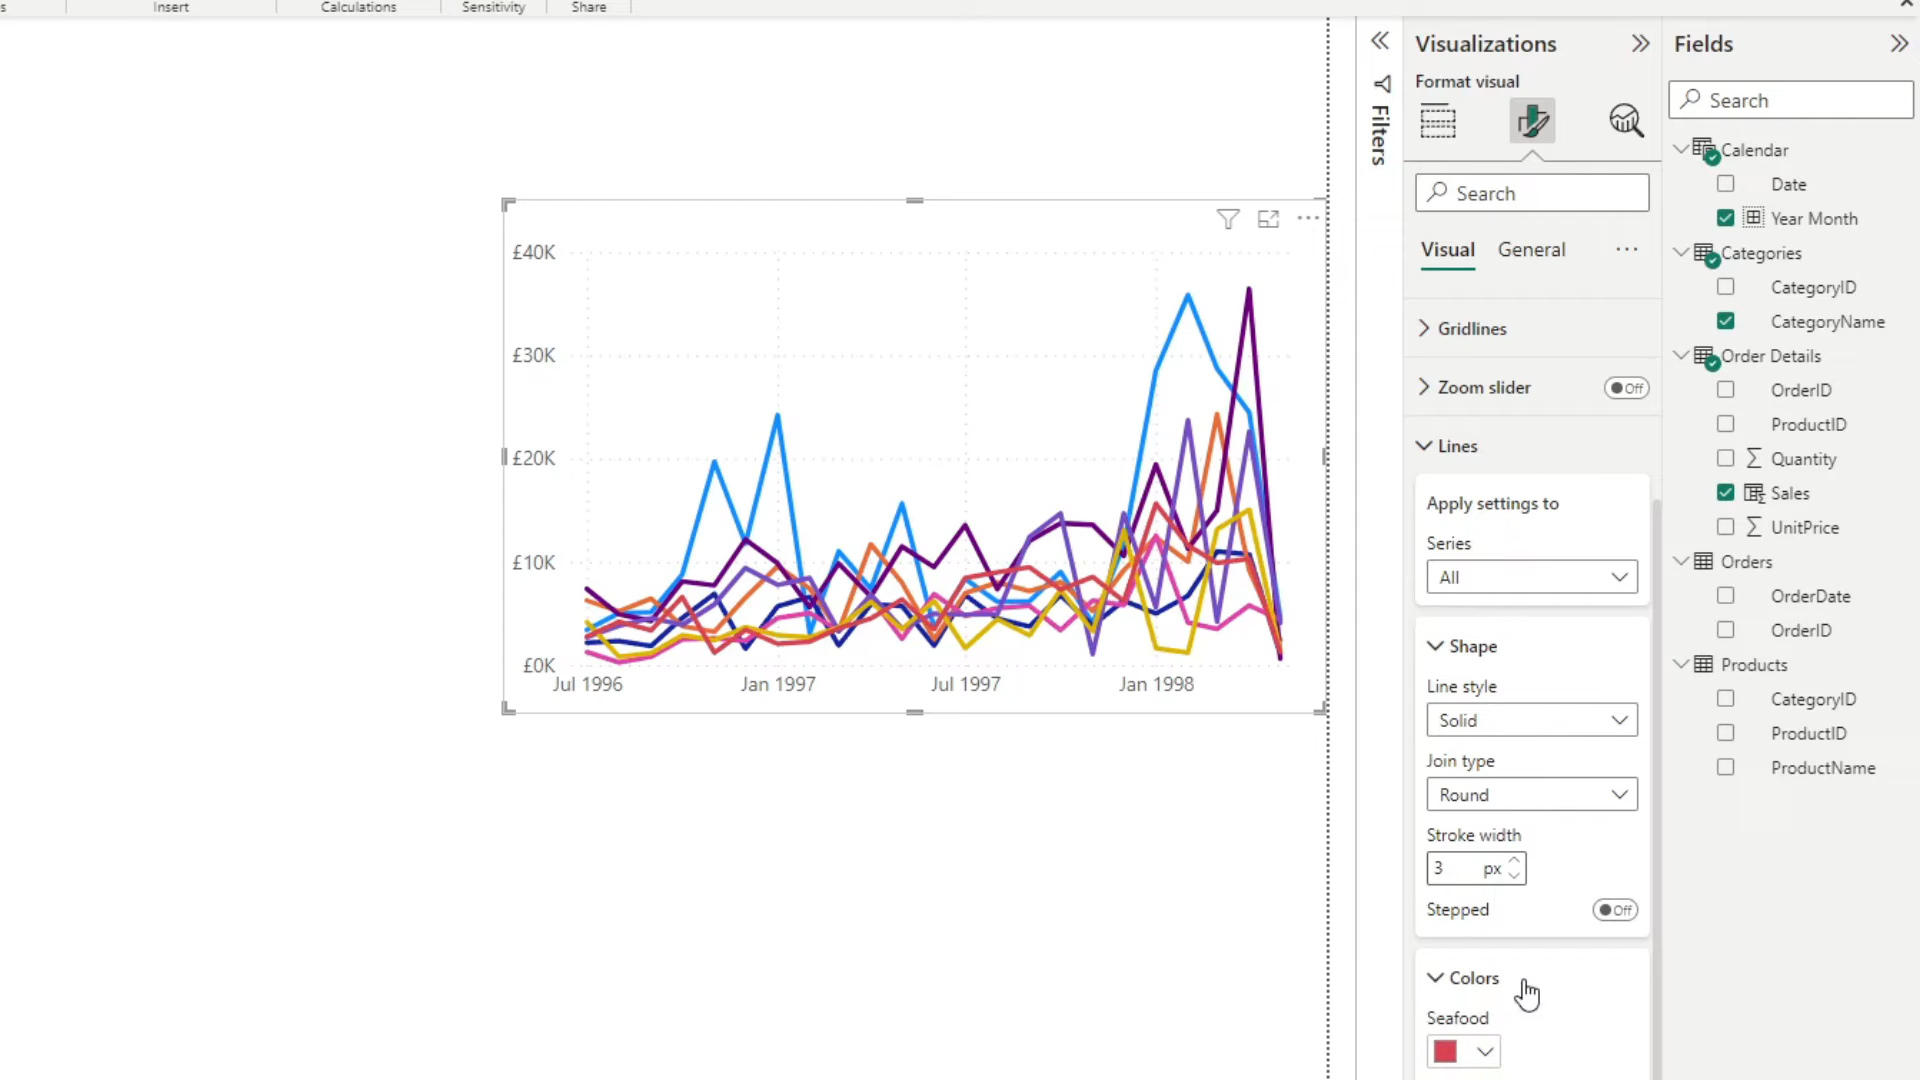 Insert
Calculations
Sensitivity
Share
Filters
Visualizations
Format visual
Search
Visual
General
Gridlines
Zoom slider
Off
Lines
Apply settings to
Series
All
Shape
Line style
Solid
Join type
Round
Stroke width
3 px
Stepped
Off
Colors
Seafood
Fields
Search
Calendar
Date
Year Month
Categories
CategoryID
CategoryName
Order Details
OrderID
ProductID
Quantity
Sales
UnitPrice
Orders
OrderDate
OrderID
Products
CategoryID
ProductID
ProductName
£40K
£30K
£20K
£10K
£0K
Jul 1996
Jan 1997
Jul 1997
Jan 1998